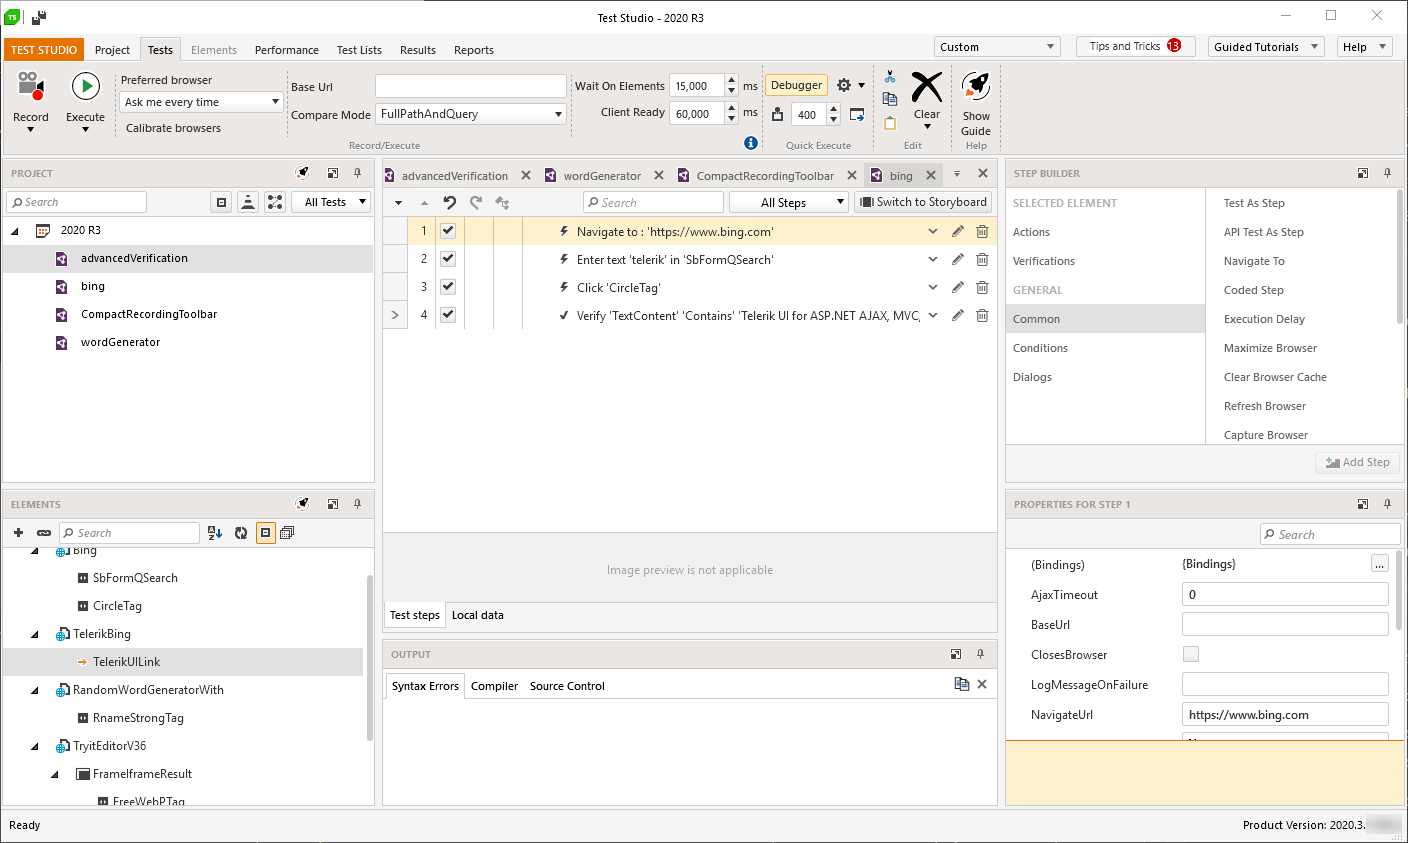 TS
Test Studio - 2020 R3
TEST STUDIO Project Tests Elements Performance Test Lists Results Reports
Custom Tips and Tricks 13 Guided Tutorials Help
Record
Execute
Preferred browser
Ask me every time
Calibrate browsers
Base Url
Compare Mode FullPathAndQuery
Record/Execute
Wait On Elements 15,000 ms
Client Ready 60,000 ms
Debugger
400
Quick Execute
Clear
Edit
Show
Guide
Help
PROJECT
Search
All Tests
2020 R3
advancedVerification
bing
CompactRecordingToolbar
wordGenerator
ELEMENTS
Search
Bing
SbFormQSearch
CircleTag
TelerikBing
TelerikUILink
RandomWordGeneratorWith
RnameStrongTag
TryitEditorV36
FrameIframeResult
FreeWebPTag
advancedVerification wordGenerator CompactRecordingToolbar bing
Search All Steps Switch to Storyboard
1 Navigate to : 'https://www.bing.com'
2 Enter text 'telerik' in 'SbFormQSearch'
3 Click 'CircleTag'
4 Verify 'TextContent' 'Contains' 'Telerik UI for ASP.NET AJAX, MVC,
Image preview is not applicable
Test steps Local data
OUTPUT
Syntax Errors Compiler Source Control
STEP BUILDER
SELECTED ELEMENT
Actions
Verifications
GENERAL
Common
Conditions
Dialogs
Test As Step
API Test As Step
Navigate To
Coded Step
Execution Delay
Maximize Browser
Clear Browser Cache
Refresh Browser
Capture Browser
Add Step
PROPERTIES FOR STEP 1
Search
(Bindings) {Bindings} ...
AjaxTimeout 0
BaseUrl
ClosesBrowser
LogMessageOnFailure
NavigateUrl https://www.bing.com
Ready
Product Version: 2020.3.